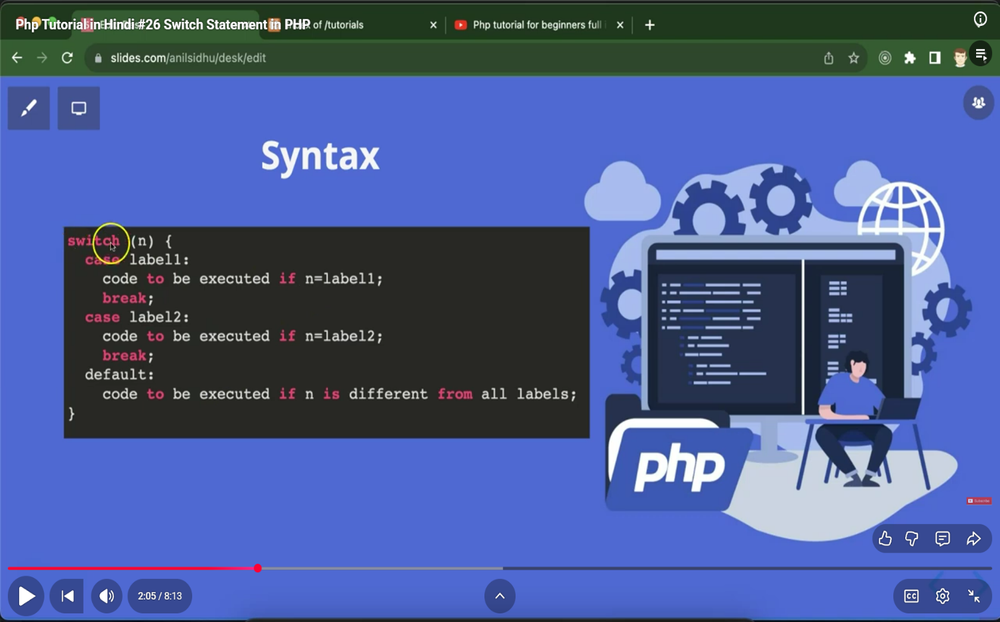 Php Tutorial in Hindi #26 Switch Statement in PHP
of /tutorials
Php tutorial for beginners full
slides.com/anilsidhu/desk/edit
Syntax
switch (n) {
  case label1:
    code to be executed if n=label1;
    break;
  case label2:
    code to be executed if n=label2;
    break;
  default:
    code to be executed if n is different from all labels;
}
php
Subscribe
2:05 / 8:13
CC